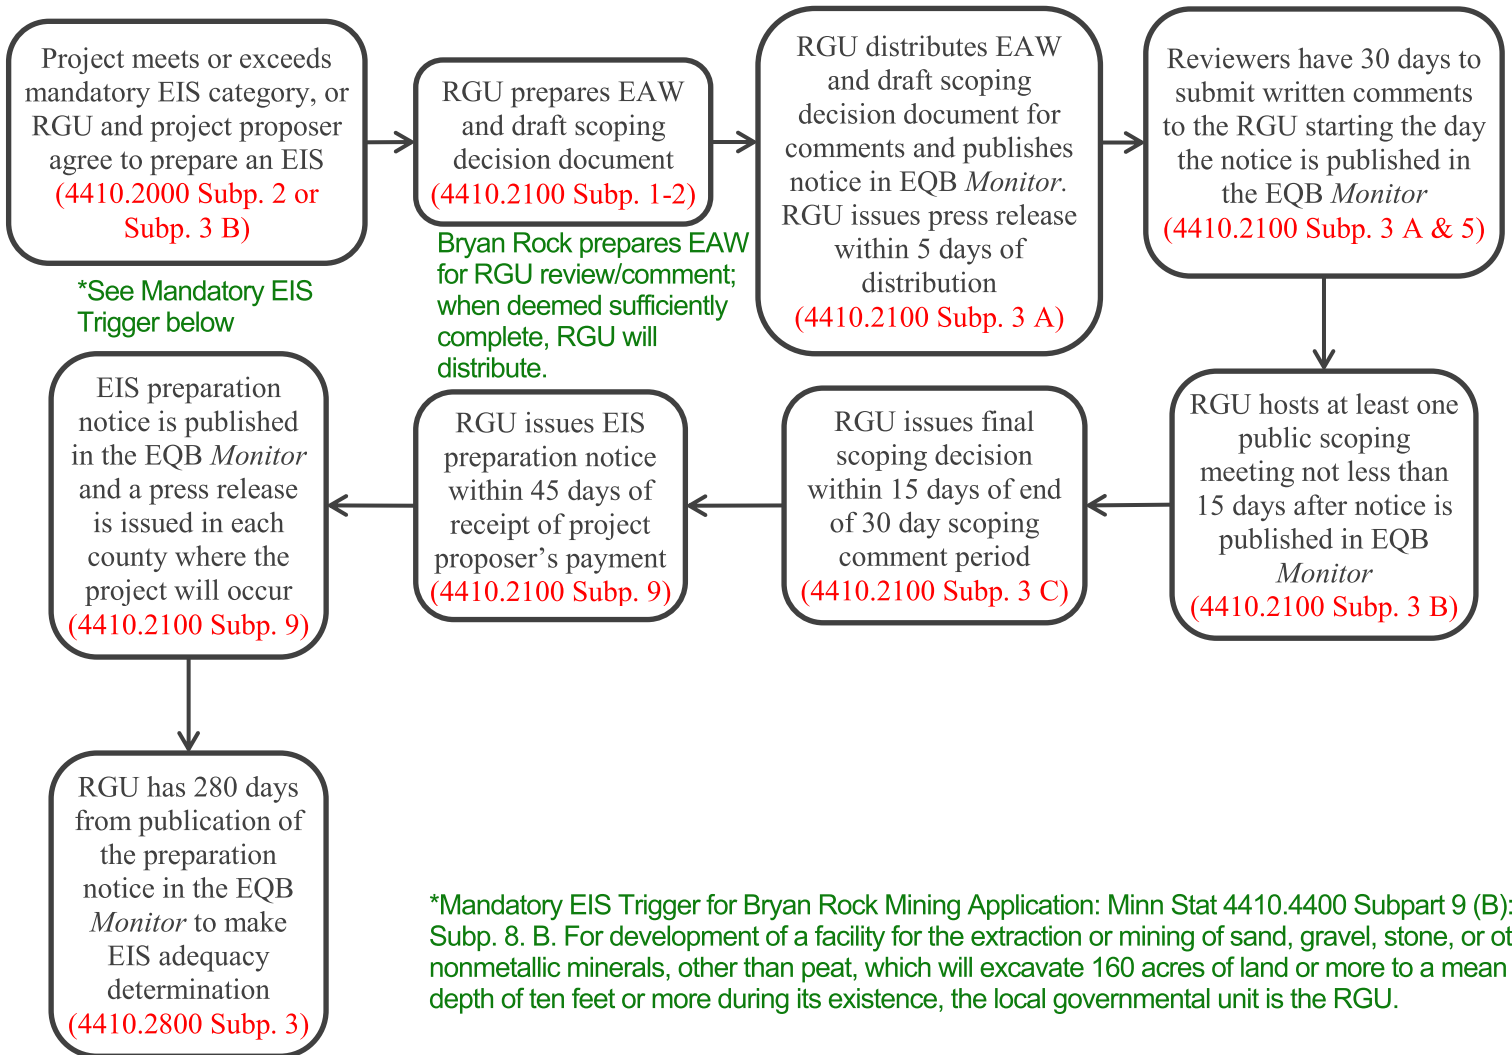 Project meets or exceeds
mandatory EIS category, or
RGU and project proposer
agree to prepare an EIS
(4410.2000 Subp. 2 or
Subp. 3 B)
*See Mandatory EIS
Trigger below
RGU prepares EAW
and draft scoping
decision document
(4410.2100 Subp. 1-2)
Bryan Rock prepares EAW
for RGU review/comment;
when deemed sufficiently
complete, RGU will
distribute.
RGU distributes EAW
and draft scoping
decision document for
comments and publishes
notice in EQB Monitor.
RGU issues press release
within 5 days of
distribution
(4410.2100 Subp. 3 A)
Reviewers have 30 days to
submit written comments
to the RGU starting the day
the notice is published in
the EQB Monitor
(4410.2100 Subp. 3 A & 5)
RGU hosts at least one
public scoping
meeting not less than
15 days after notice is
published in EQB
Monitor
(4410.2100 Subp. 3 B)
RGU issues final
scoping decision
within 15 days of end
of 30 day scoping
comment period
(4410.2100 Subp. 3 C)
RGU issues EIS
preparation notice
within 45 days of
receipt of project
proposer's payment
(4410.2100 Subp. 9)
EIS preparation
notice is published
in the EQB Monitor
and a press release
is issued in each
county where the
project will occur
(4410.2100 Subp. 9)
RGU has 280 days
from publication of
the preparation
notice in the EQB
Monitor to make
EIS adequacy
determination
(4410.2800 Subp. 3)
*Mandatory EIS Trigger for Bryan Rock Mining Application: Minn Stat 4410.4400 Subpart 9 (B):
Subp. 8. B. For development of a facility for the extraction or mining of sand, gravel, stone, or
nonmetallic minerals, other than peat, which will excavate 160 acres of land or more to a mean
depth of ten feet or more during its existence, the local governmental unit is the RGU.